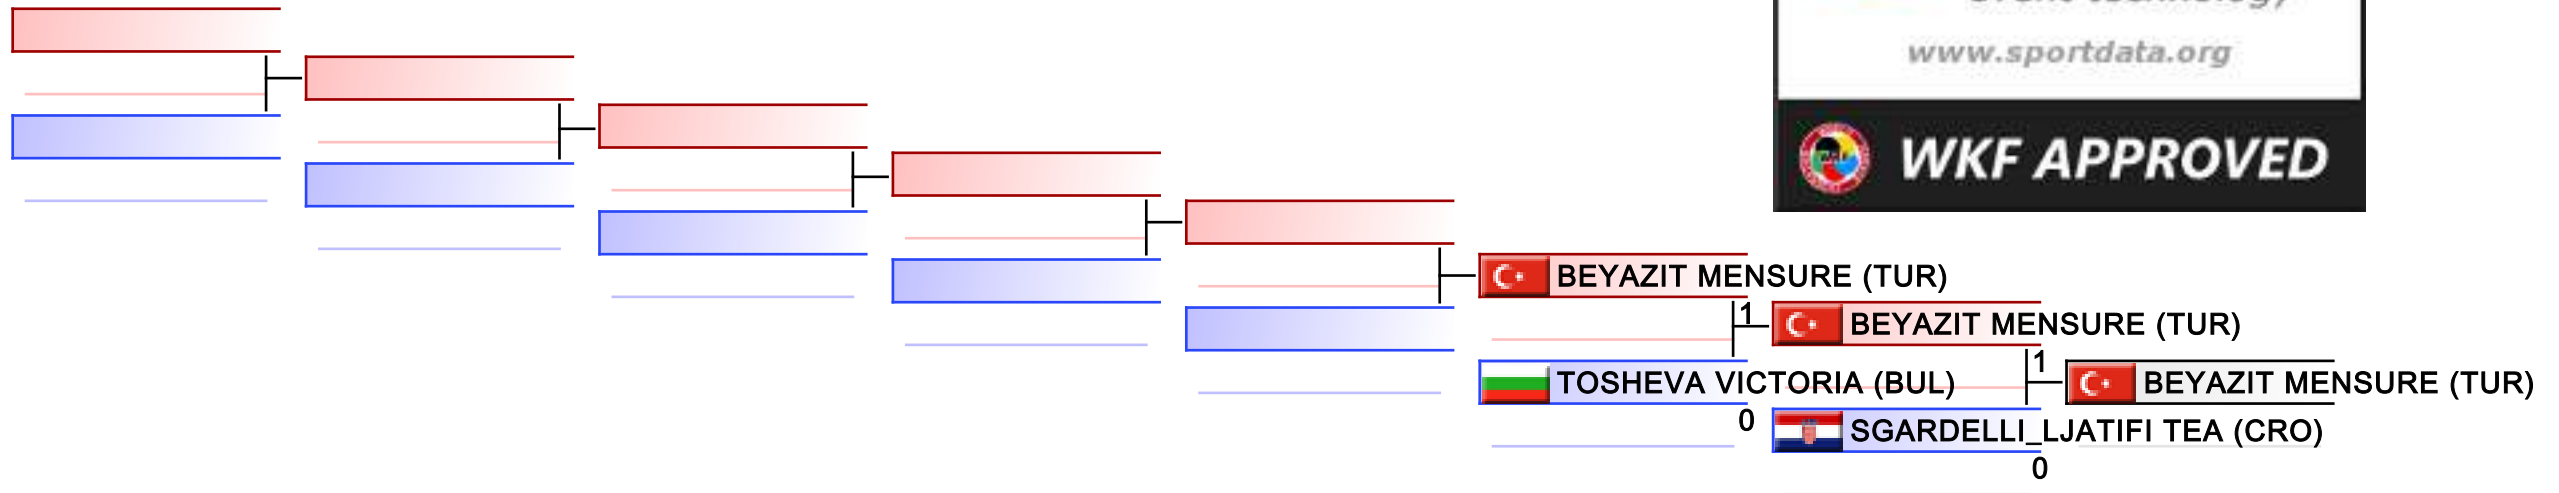 www.sportdata.org
WKF APPROVED
BEYAZIT MENSURE (TUR)
1
BEYAZIT MENSURE (TUR)
1
TOSHEVA VICTORIA (BUL)
BEYAZIT MENSURE (TUR)
0
SGARDELLI_LJATIFI TEA (CRO)
0